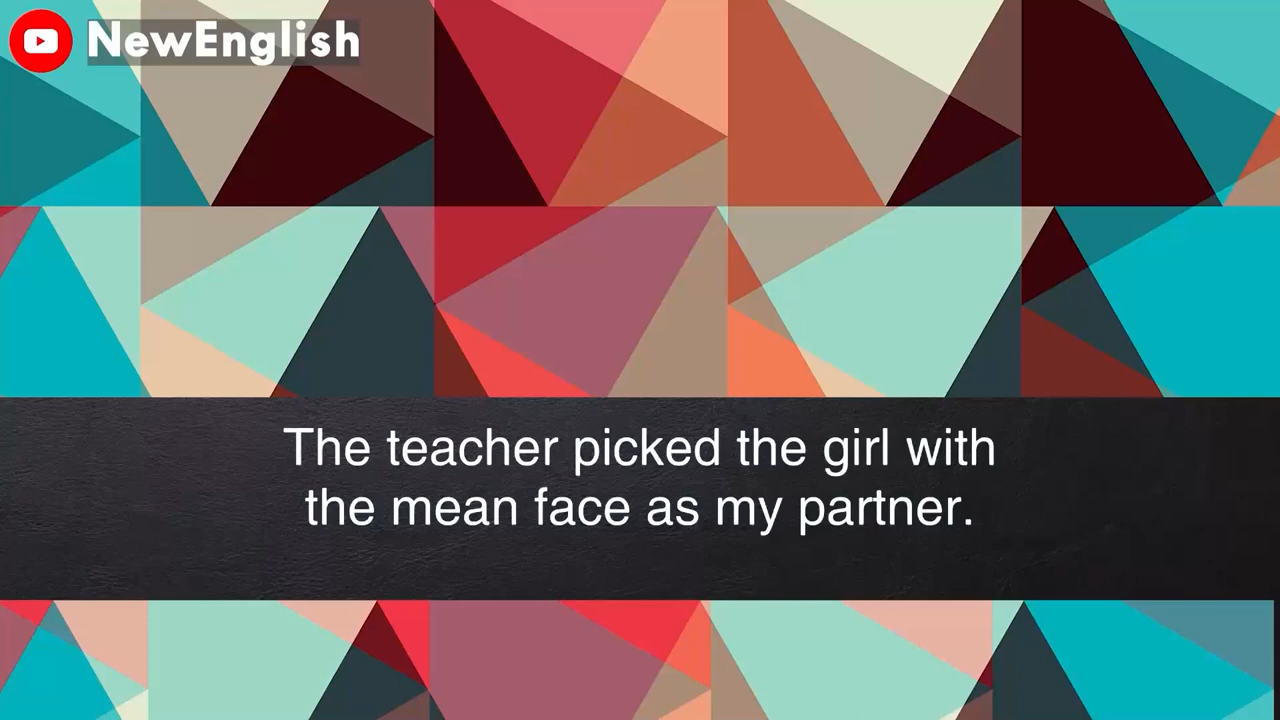 NewEnglish
The teacher picked the girl with
the mean face as my partner.